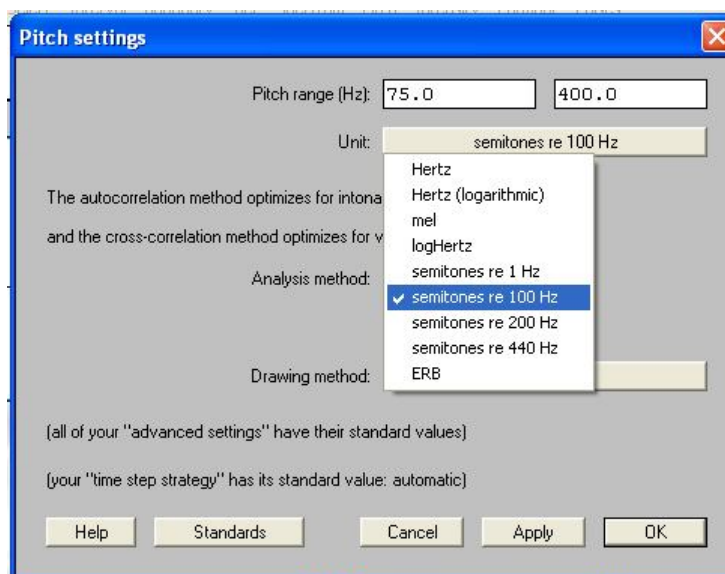 Pitch settings
Pitch range (Hz): 75.0 400.0
Unit: semitones re 100 Hz
Hertz
Hertz (logarithmic)
The autocorrelation method optimizes for intona
mel
and the cross-correlation method optimizes for v
logHertz
Analysis method: semitones re 1 Hz
semitones re 100 Hz
semitones re 200 Hz
semitones re 440 Hz
Drawing method: ERB
(all of your "advanced settings" have their standard values)
(your "time step strategy" has its standard value: automatic)
Help Standards Cancel Apply OK